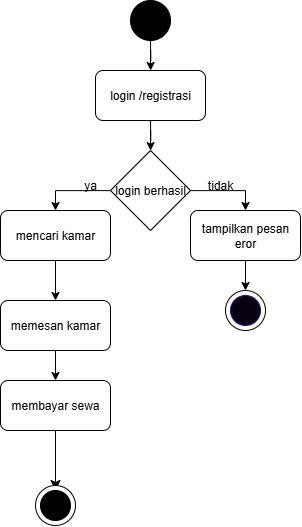 login /registrasi
login berhasil
ya
tidak
mencari kamar
tampilkan pesan
eror
memesan kamar
membayar sewa